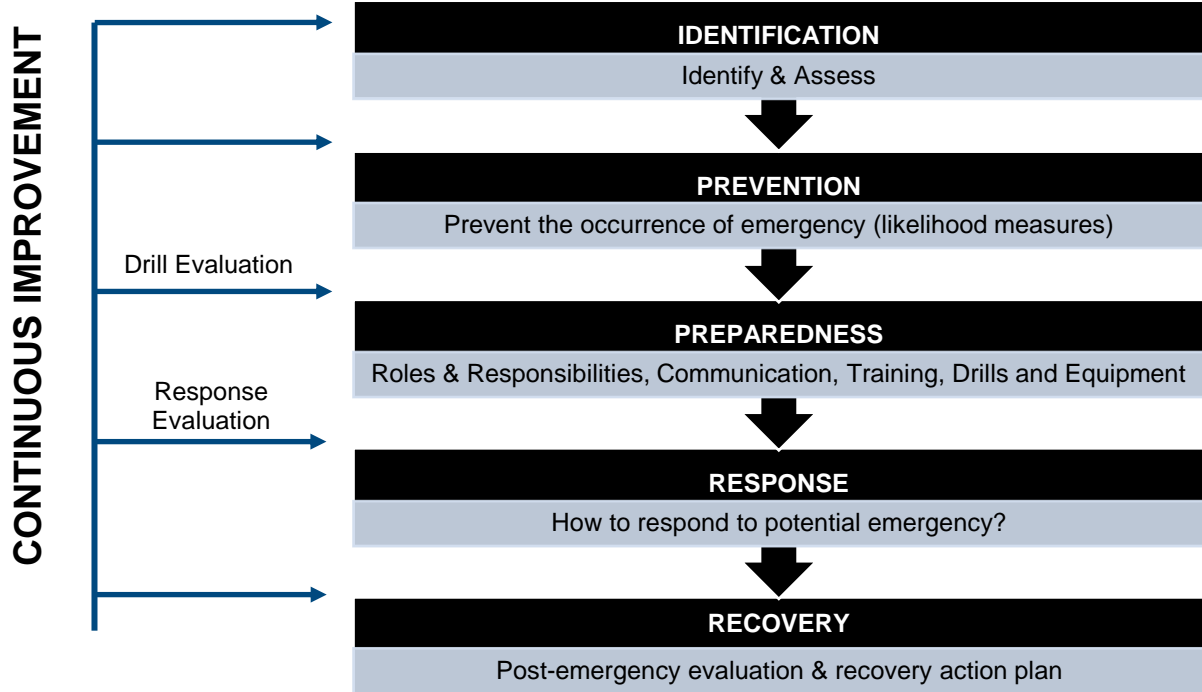 CONTINUOUS IMPROVEMENT
IDENTIFICATION
Identify & Assess
PREVENTION
Prevent the occurrence of emergency (likelihood measures)
Drill Evaluation
PREPAREDNESS
Roles & Responsibilities, Communication, Training, Drills and Equipment
Response
Evaluation
RESPONSE
How to respond to potential emergency?
RECOVERY
Post-emergency evaluation & recovery action plan